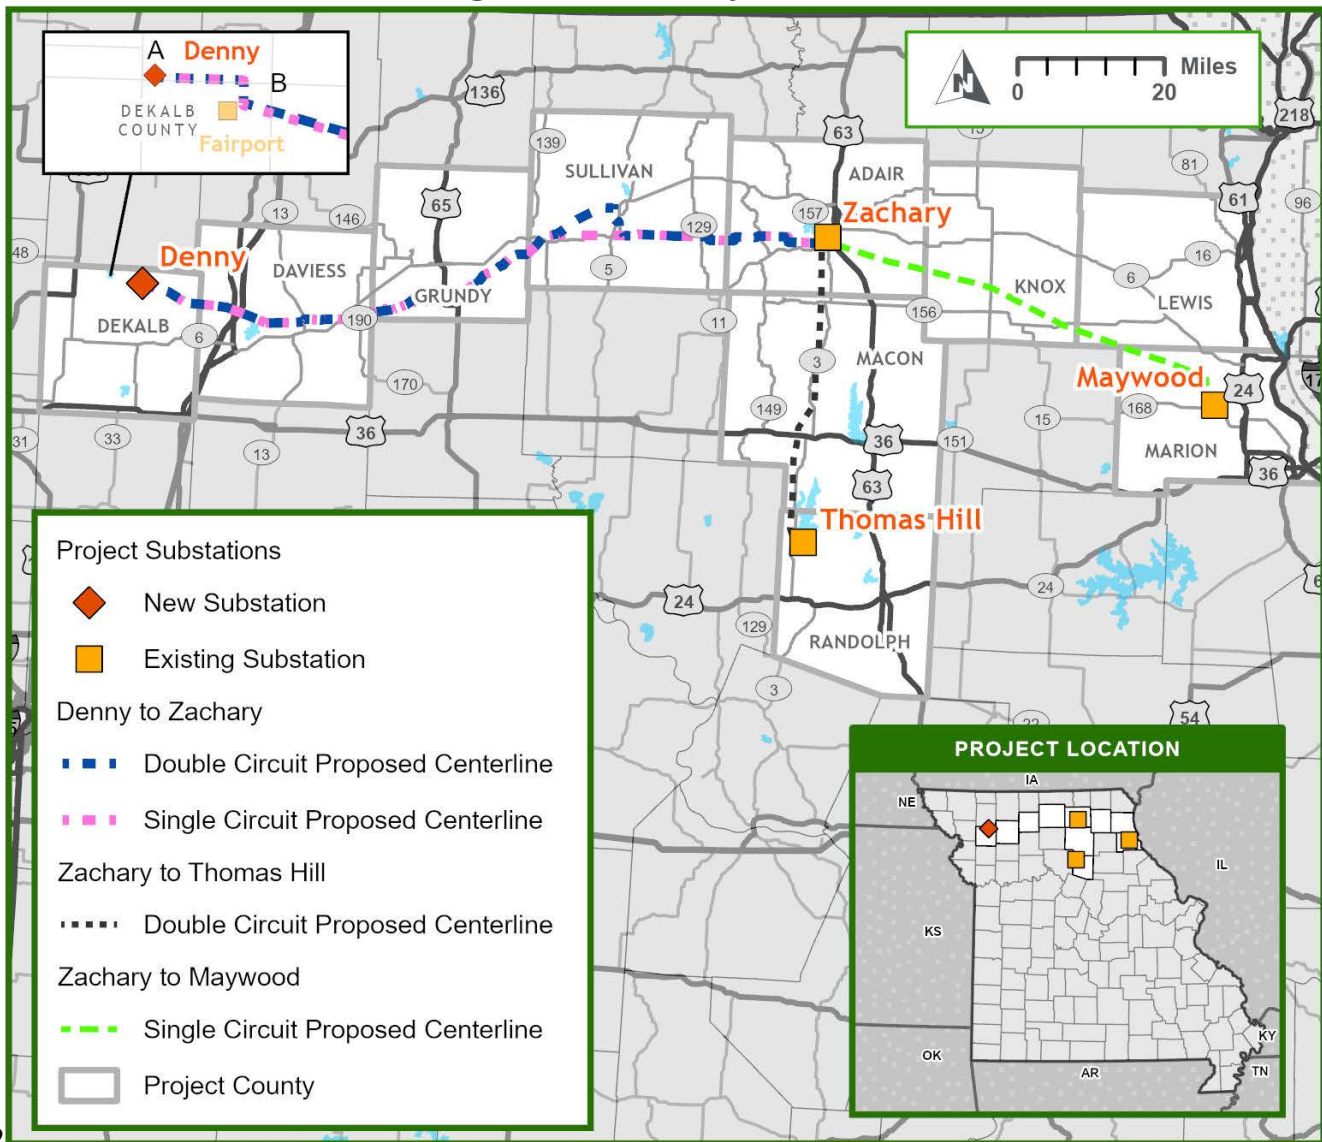 A
Denny
B
DEKALB
COUNTY
Fairport
N
Miles
0
20
136
218
63
139
SULLIVAN
ADAIR
81
61
96
65
13
146
157
Zachary
129
48
Denny
DAVIESS
5
6
16
KNOX
LEWIS
GRUNDY
DEKALB
190
156
6
11
3
MACON
170
Maywood
24
17
149
168
36
15
31
33
13
36
151
MARION
63
36
Thomas Hill
24
24
129
RANDOLPH
3
54
Project Substations
New Substation
Existing Substation
Denny to Zachary
Double Circuit Proposed Centerline
Single Circuit Proposed Centerline
Zachary to Thomas Hill
Double Circuit Proposed Centerline
Zachary to Maywood
Single Circuit Proposed Centerline
Project County
PROJECT LOCATION
IA
NE
IL
KS
KY
OK
AR
TN